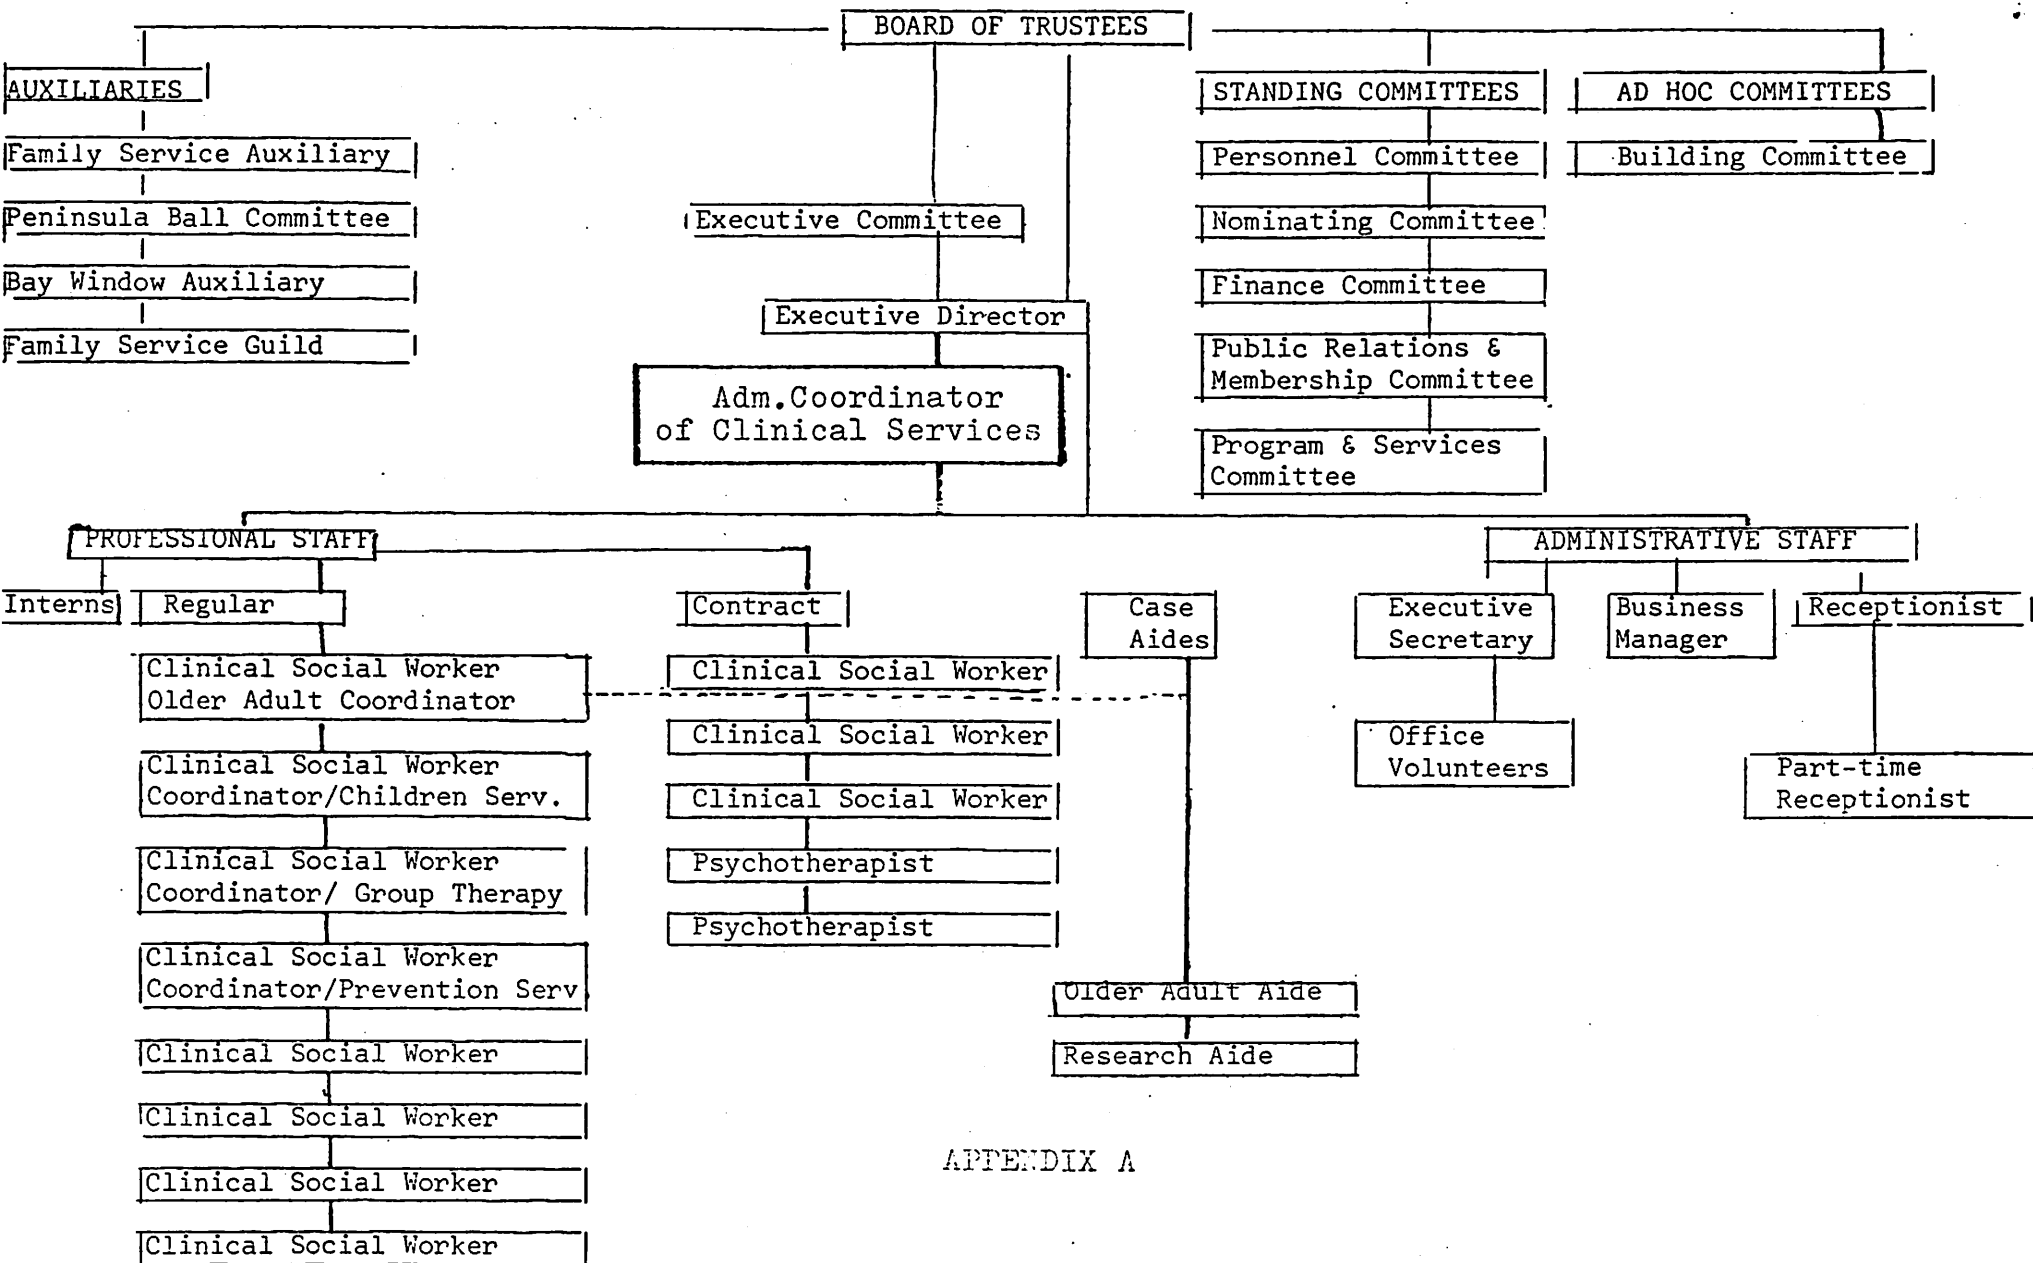 BOARD OF TRUSTEES
AUXILIARIES
Family Service Auxiliary
Peninsula Ball Committee
Bay Window Auxiliary
Family Service Guild
Executive Committee
Executive Director
Adm.Coordinator
of Clinical Services
STANDING COMMITTEES
Personnel Committee
Nominating Committee
Finance Committee
Public Relations &
Membership Committee
Program & Services
Committee
AD HOC COMMITTEES
Building Committee
PROFESSIONAL STAFF
Interns
Regular
Clinical Social Worker
Older Adult Coordinator
Clinical Social Worker
Coordinator/Children Serv.
Clinical Social Worker
Coordinator/ Group Therapy
Clinical Social Worker
Coordinator/Prevention Serv
Clinical Social Worker
Clinical Social Worker
Clinical Social Worker
Clinical Social Worker
Contract
Clinical Social Worker
Clinical Social Worker
Clinical Social Worker
Psychotherapist
Psychotherapist
Case
Aides
Older Adult Aide
Research Aide
ADMINISTRATIVE STAFF
Executive
Secretary
Office
Volunteers
Business
Manager
Receptionist
Part-time
Receptionist
APPENDIX A